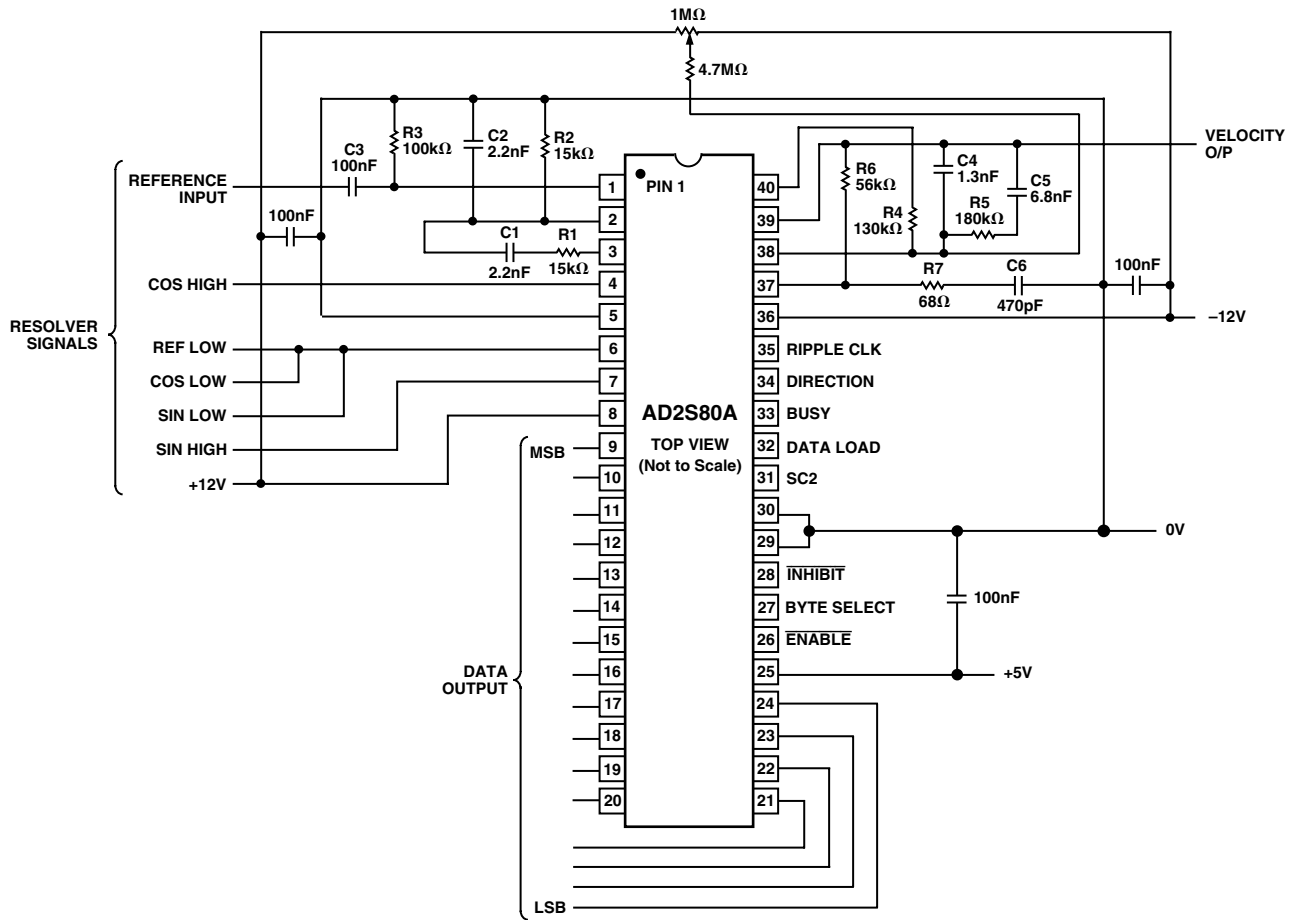 1MΩ
4.7MΩ
R3
100kΩ
C2
2.2nF
R2
15kΩ
C3
100nF
REFERENCE
INPUT
100nF
C1
2.2nF
R1
15kΩ
COS HIGH
RESOLVER
SIGNALS
REF LOW
COS LOW
SIN LOW
SIN HIGH
+12V
MSB
DATA
OUTPUT
LSB
PIN 1
AD2S80A
TOP VIEW
(Not to Scale)
1
2
3
4
5
6
7
8
9
10
11
12
13
14
15
16
17
18
19
20
40
39
38
37
36
35
34
33
32
31
30
29
28
27
26
25
24
23
22
21
VELOCITY
O/P
R6
56kΩ
R4
130kΩ
C4
1.3nF
R5
180kΩ
C5
6.8nF
R7
68Ω
C6
470pF
100nF
–12V
RIPPLE CLK
DIRECTION
BUSY
DATA LOAD
SC2
0V
INHIBIT
BYTE SELECT
ENABLE
100nF
+5V